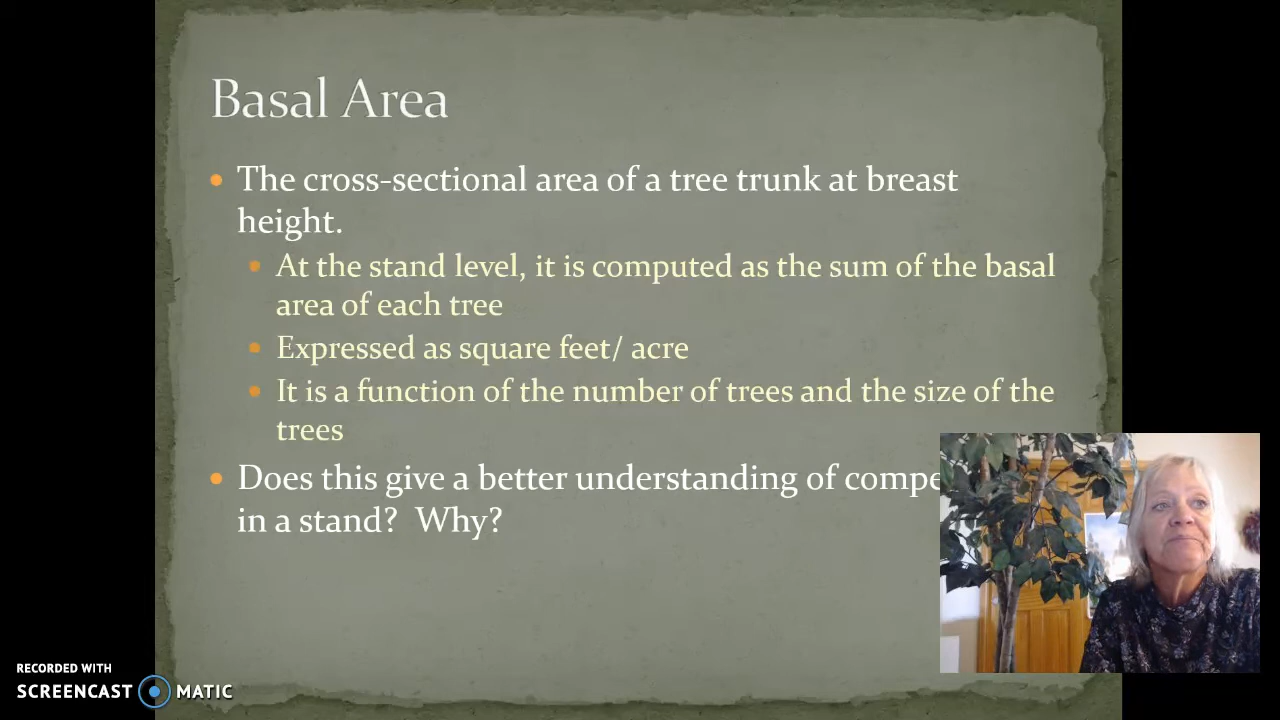 Basal Area
• The cross-sectional area of a tree trunk at breast
height.
• At the stand level, it is computed as the sum of the basal
area of each tree
• Expressed as square feet/ acre
• It is a function of the number of trees and the size of the
trees
• Does this give a better understanding of compe
in a stand? Why?
RECORDED WITH
SCREENCAST MATIC